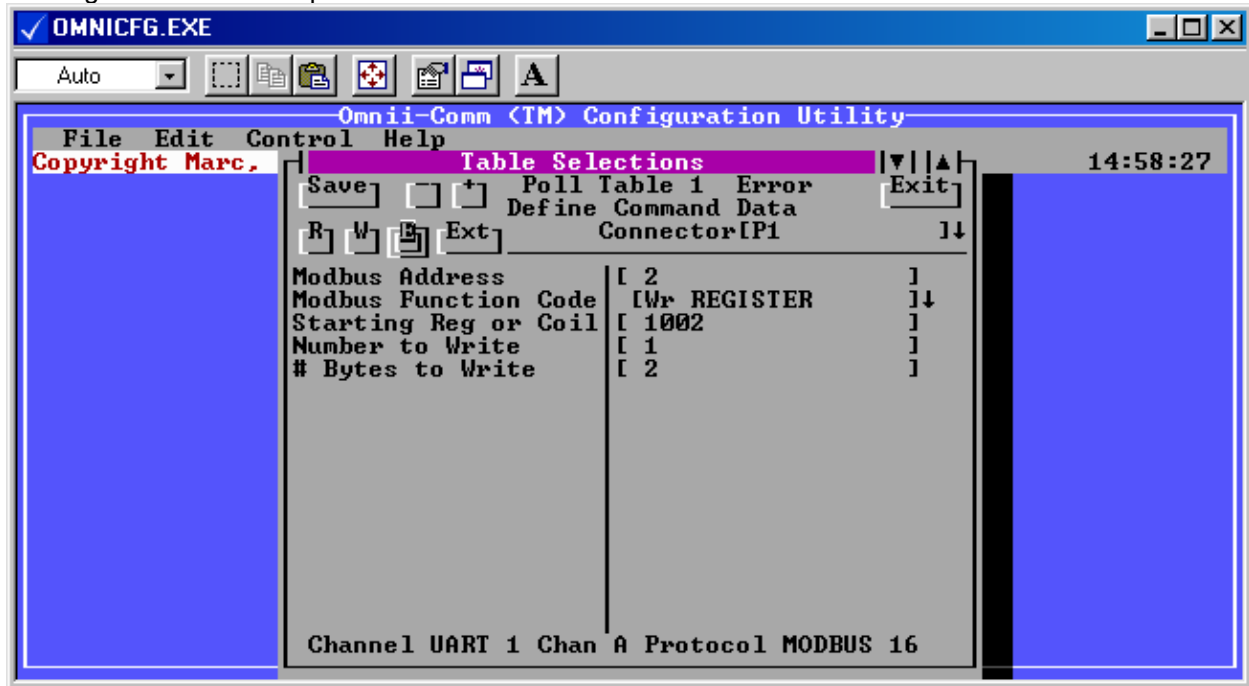 OMNICFG.EXE
Auto A
Omnii-Comm (TM) Configuration Utility
File Edit Control Help
Copyright Marc, Table Selections |▼||▲| 14:58:27
Save - + Poll Table 1 Error Exit
Define Command Data
R W B Ext Connector[P1 ]↓
Modbus Address [ 2 ]
Modbus Function Code [Wr REGISTER ]↓
Starting Reg or Coil [ 1002 ]
Number to Write [ 1 ]
# Bytes to Write [ 2 ]
Channel UART 1 Chan A Protocol MODBUS 16